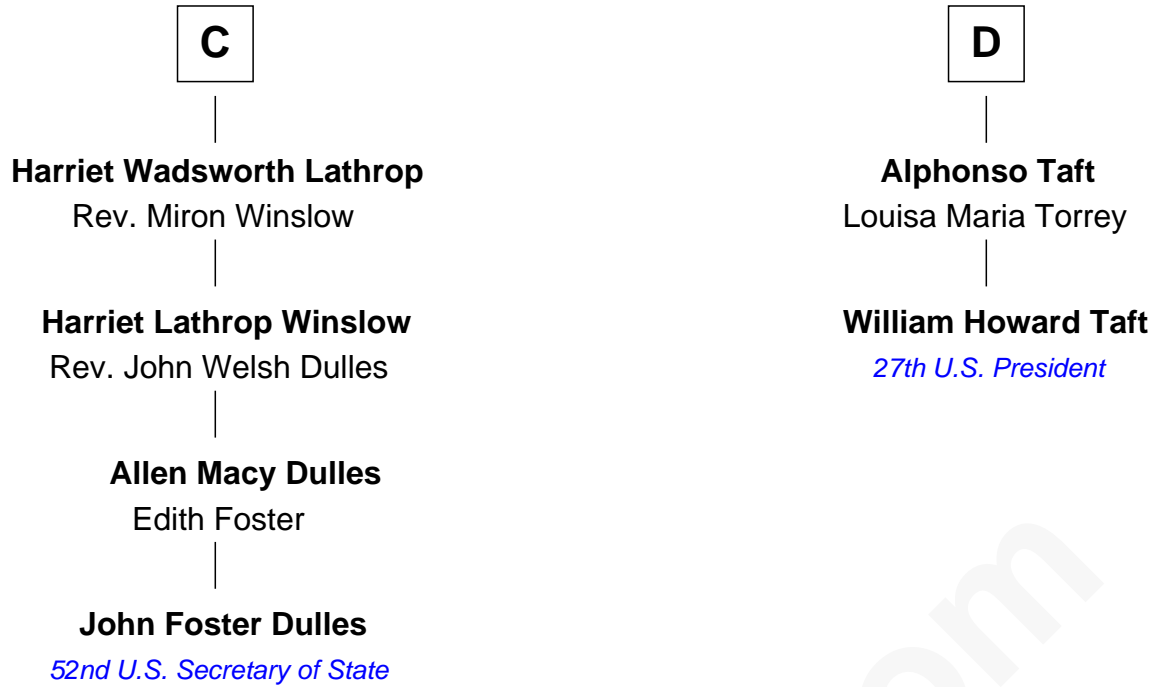 C
Harriet Wadsworth Lathrop
Rev. Miron Winslow
Harriet Lathrop Winslow
Rev. John Welsh Dulles
Allen Macy Dulles
Edith Foster
John Foster Dulles
52nd U.S. Secretary of State
D
Alphonso Taft
Louisa Maria Torrey
William Howard Taft
27th U.S. President
om